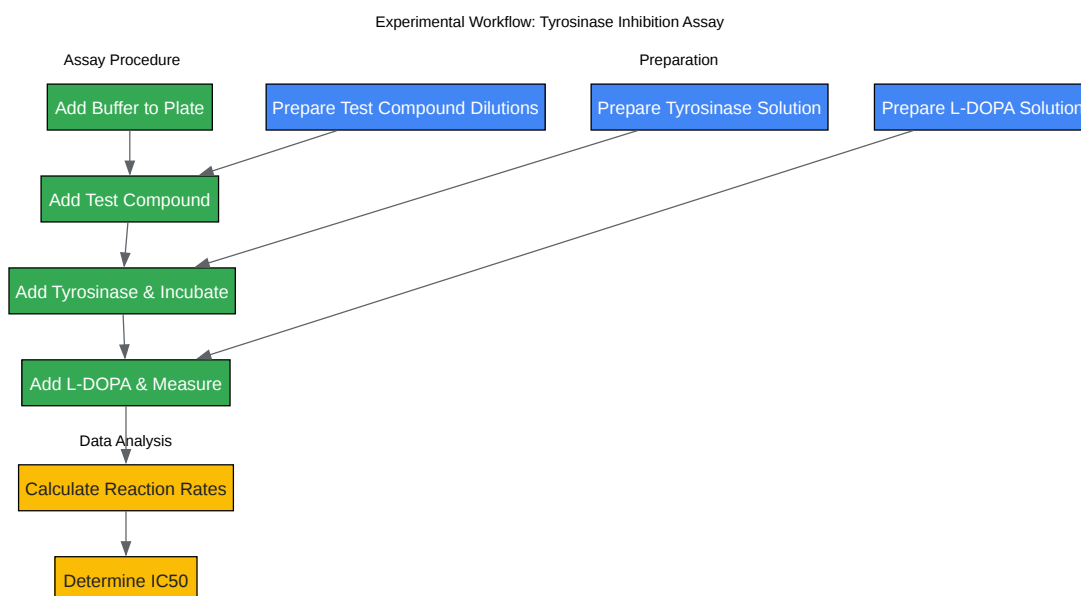 Experimental Workflow: Tyrosinase Inhibition Assay
Assay Procedure
Preparation
Add Buffer to Plate
Prepare Test Compound Dilutions
Prepare Tyrosinase Solution
Prepare L-DOPA Solution
Add Test Compound
Add Tyrosinase & Incubate
Add L-DOPA & Measure
Data Analysis
Calculate Reaction Rates
Determine IC50